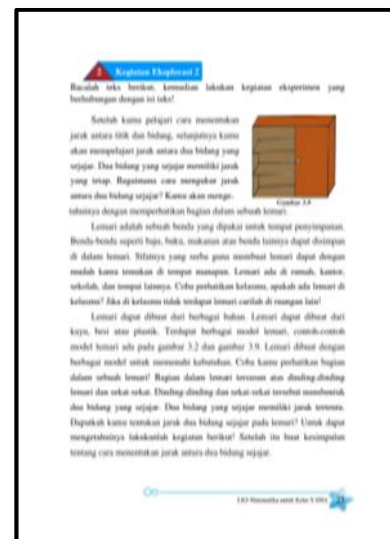 2 Kegiatan Eksplorasi 2
Bacalah teks berikut, kemudian lakukan kegiatan eksperimen yang
berhubungan dengan isi teks!
Setelah kamu pelajari cara menentukan
jarak antara titik dan bidang, selanjutnya kamu
akan mempelajari jarak antara dua bidang yang
sejajar. Dua bidang yang sejajar memiliki jarak
yang tetap. Bagaimana cara mengukur jarak
antara dua bidang sejajar? Kamu akan menge-
Gambar 3.9
tahuinya dengan memperhatikan bagian dalam sebuah lemari.
Lemari adalah sebuah benda yang dipakai untuk tempat penyimpanan.
Benda-benda seperti baju, buku, makanan atau benda lainnya dapat disimpan
di dalam lemari. Sifatnya yang serba guna membuat lemari dapat dengan
mudah kamu temukan di tempat manapun. Lemari ada di rumah, kantor,
sekolah, dan tempat lainnya. Coba perhatikan kelasmu, apakah ada lemari di
kelasmu? Jika di kelasmu tidak terdapat lemari carilah di ruangan lain!
Lemari dapat dibuat dari berbagai bahan. Lemari dapat dibuat dari
kayu, besi atau plastik. Terdapat berbagai model lemari, contoh-contoh
model lemari ada pada gambar 3.2 dan gambar 3.9. Lemari dibuat dengan
berbagai model untuk memenuhi kebutuhan. Coba kamu perhatikan bagian
dalam sebuah lemari! Bagian dalam lemari tersusun atas dinding-dinding
lemari dan sekat-sekat. Dinding-dinding dan sekat-sekat tersebut membentuk
dua bidang yang sejajar. Dua bidang yang sejajar memiliki jarak tertentu.
Dapatkah kamu tentukan jarak dua bidang sejajar pada lemari? Untuk dapat
mengetahuinya lakukanlah kegiatan berikut! Setelah itu buat kesimpulan
tentang cara menentukan jarak antara dua bidang sejajar.
LKS Matematika untuk Kelas X SMA